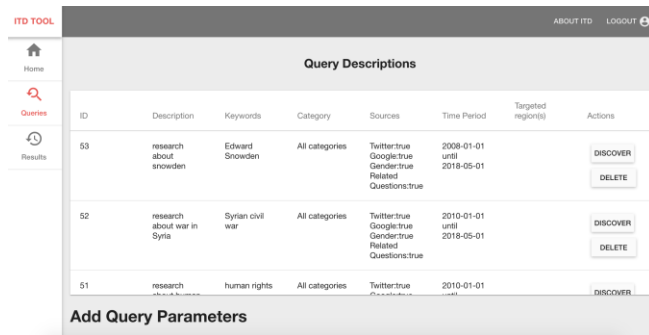 ITD TOOL
ABOUT ITD LOGOUT
Home
Queries
Results
Query Descriptions
ID Description Keywords Category Sources Time Period Targeted region(s) Actions
53 research about snowden Edward Snowden All categories Twitter:true Google:true Gender:true Related Questions:true 2008-01-01 until 2018-05-01 DISCOVER DELETE
52 research about war in Syria Syrian civil war All categories Twitter:true Google:true Gender:true Related Questions:true 2010-01-01 until 2018-05-01 DISCOVER DELETE
51 research human rights All categories Twitter:true 2010-01-01 DISCOVER
Add Query Parameters